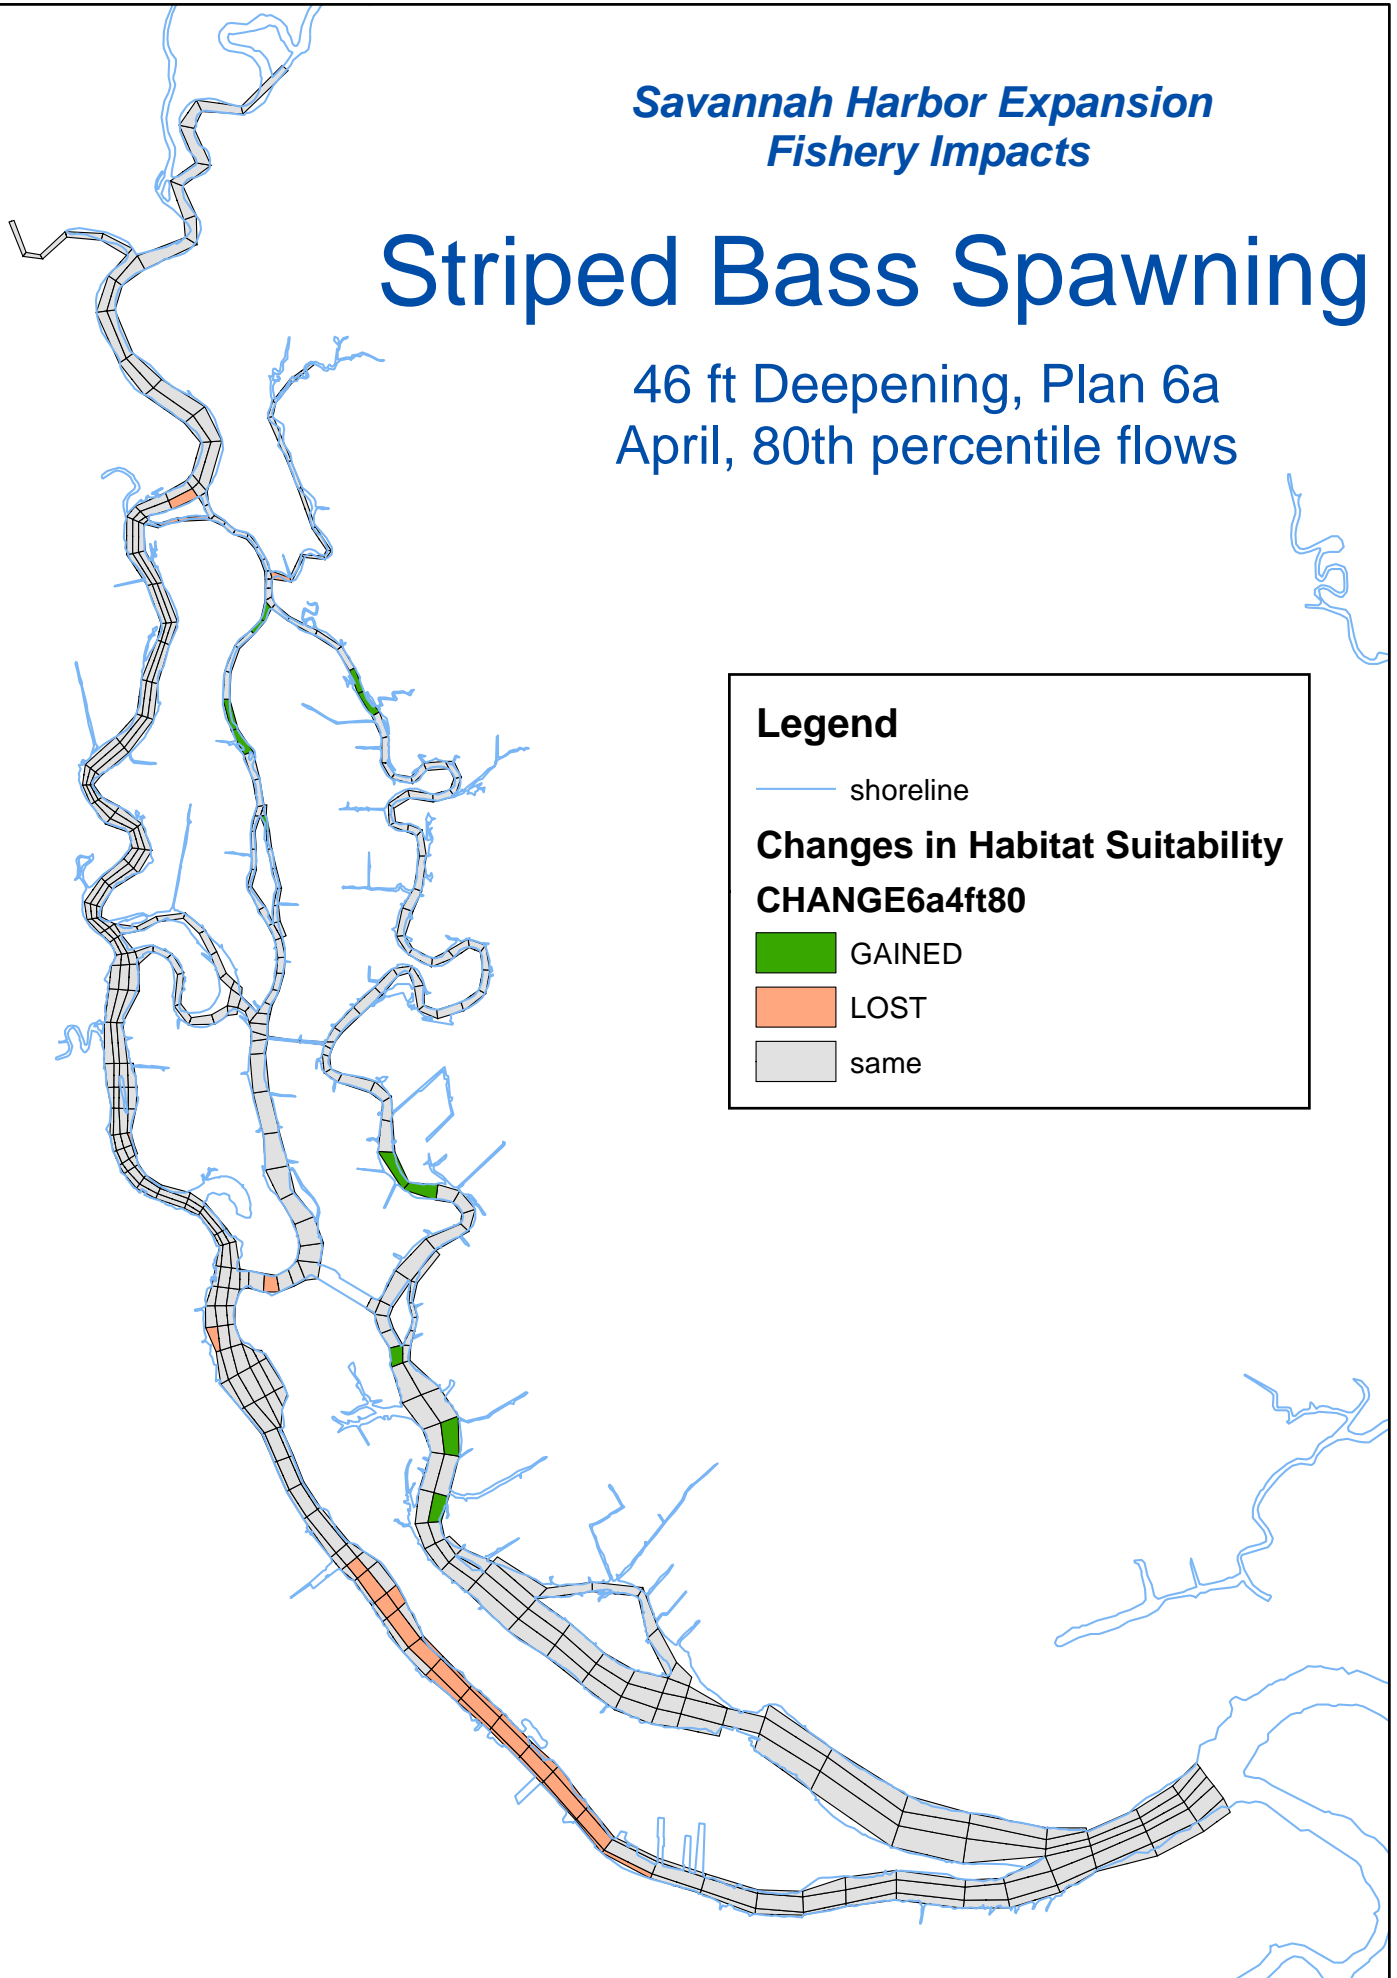 Savannah Harbor Expansion
Fishery Impacts
Striped Bass Spawning
46 ft Deepening, Plan 6a
April, 80th percentile flows
Legend
shoreline
Changes in Habitat Suitability
CHANGE6a4ft80
GAINED
LOST
same